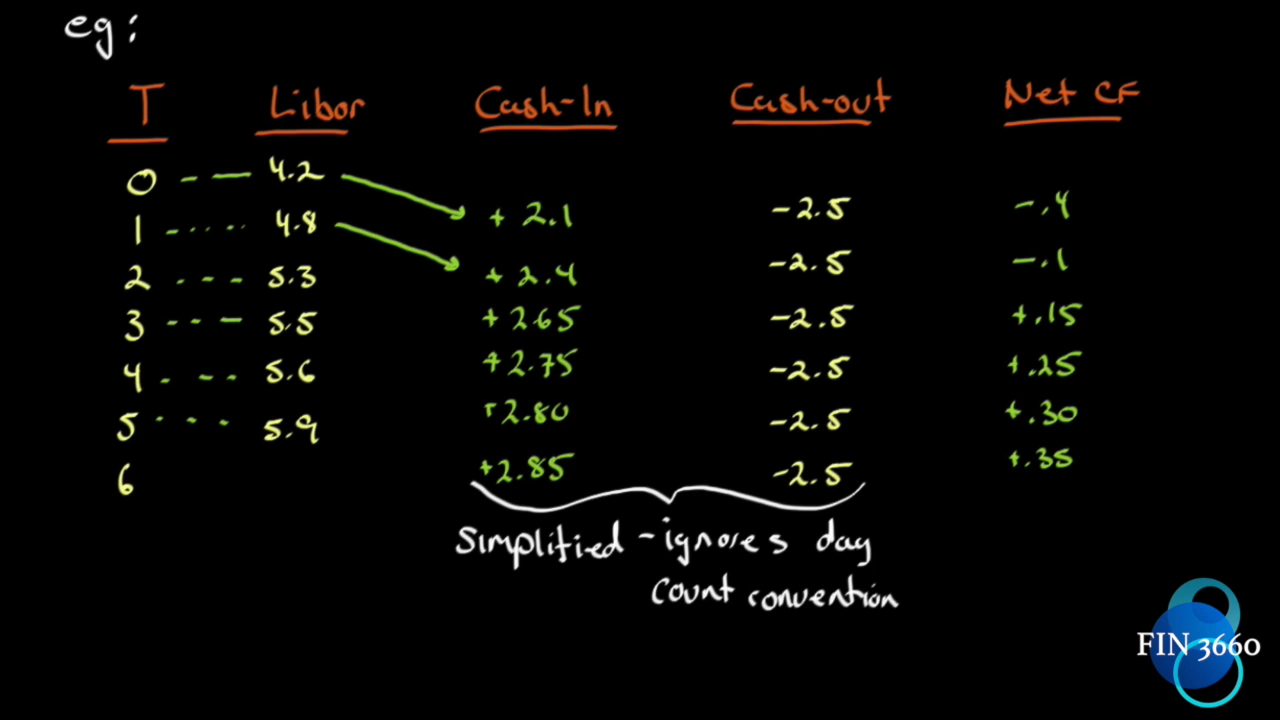 eg:
T Libor Cash-In Cash-out Net CF
0 -- 4.2
+ 2.1 -2.5 -.4
1 ..... 4.8
+ 2.4 -2.5 -.1
2 --- 5.3
+ 2.65 -2.5 +.15
3 --- 5.5
+2.75 -2.5 +.25
4 --- 5.6
+2.80 -2.5 +.30
5 ... 5.9
+2.85 -2.5 +.35
6
Simplified - ignores day
count convention
FIN 3660